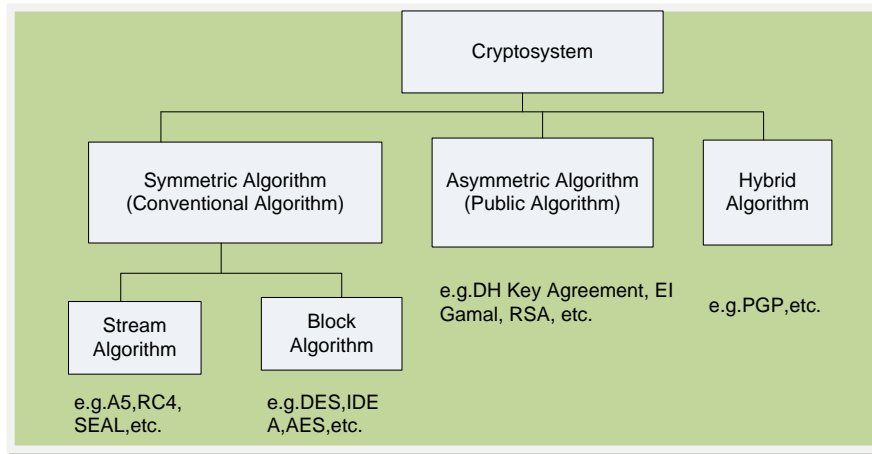 Cryptosystem
Symmetric Algorithm
(Conventional Algorithm)
Asymmetric Algorithm
(Public Algorithm)
Hybrid
Algorithm
Stream
Algorithm
Block
Algorithm
e.g.DH Key Agreement, EI
Gamal, RSA, etc.
e.g.PGP,etc.
e.g.A5,RC4,
SEAL,etc.
e.g.DES,IDE
A,AES,etc.